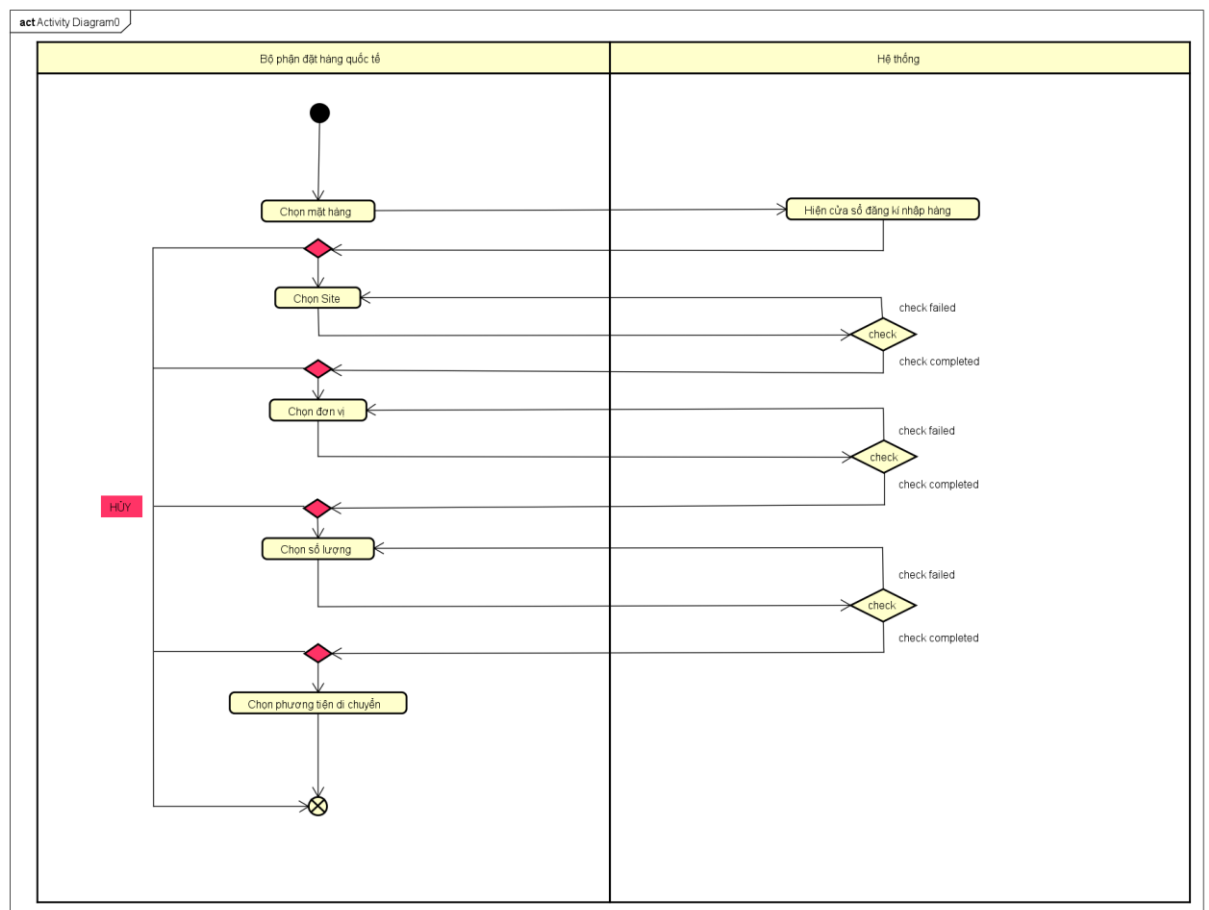 act Activity Diagram0
Bộ phận đặt hàng quốc tế
Hệ thống
Chọn mặt hàng
Hiện cửa sổ đăng kí nhập hàng
Chọn Site
check failed
check
check completed
Chọn đơn vị
check failed
check
check completed
HỦY
Chọn số lượng
check failed
check
check completed
Chọn phương tiện di chuyển